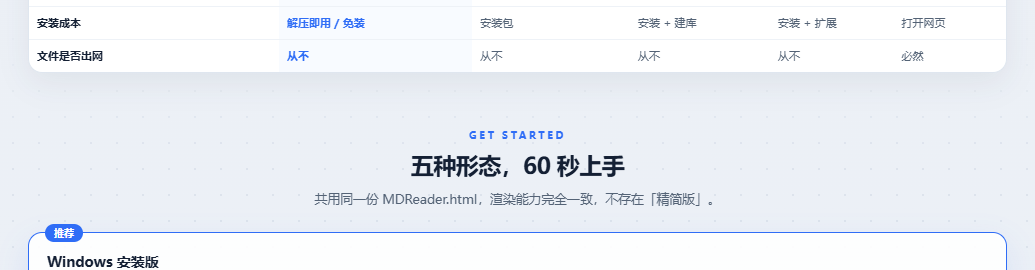 安装成本 解压即用 / 免装 安装包 安装 + 建库 安装 + 扩展 打开网页
文件是否出网 从不 从不 从不 从不 必然
GET STARTED
五种形态，60 秒上手
共用同一份 MDReader.html，渲染能力完全一致，不存在「精简版」。
推荐
Windows 安装版